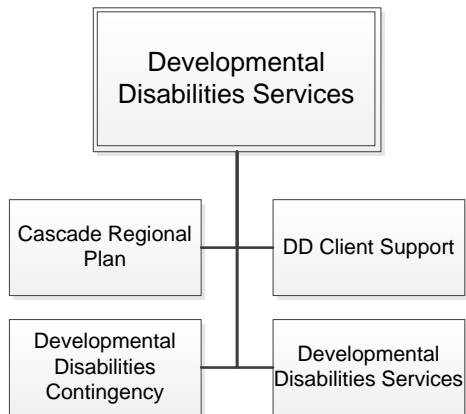 Developmental
Disabilities Services
Cascade Regional
Plan
DD Client Support
Developmental
Disabilities
Contingency
Developmental
Disabilities Services